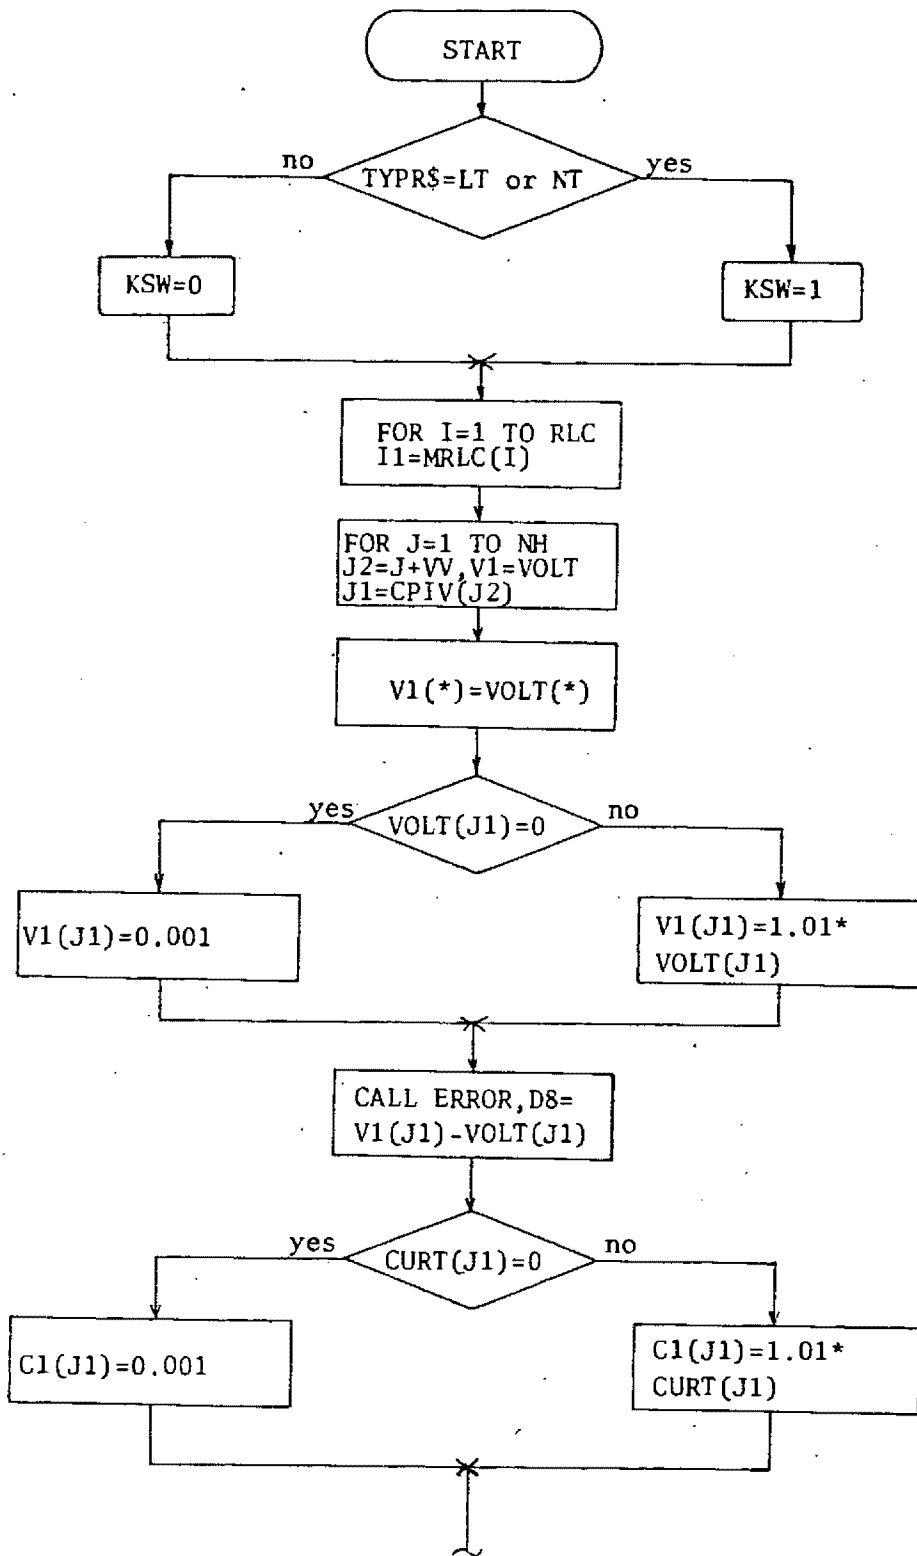 START
no
yes
TYPR$=LT or NT
KSW=0
KSW=1
FOR I=1 TO RLC
I1=MRLC(I)
FOR J=1 TO NH
J2=J+VV,V1=VOLT
J1=CPIV(J2)
V1(*)=VOLT(*)
yes
no
VOLT(J1)=0
V1(J1)=0.001
V1(J1)=1.01*
VOLT(J1)
CALL ERROR,D8=
V1(J1)-VOLT(J1)
yes
no
CURT(J1)=0
C1(J1)=0.001
C1(J1)=1.01*
CURT(J1)